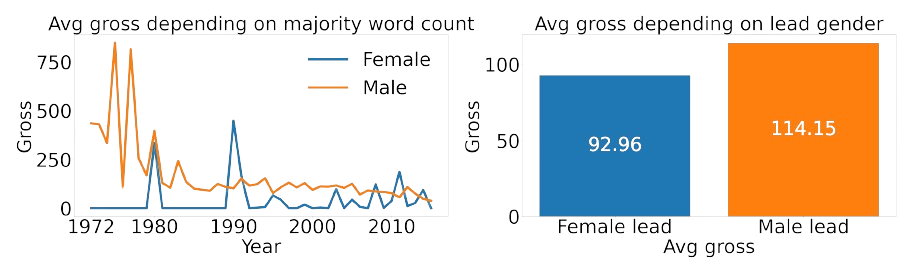 Avg gross depending on majority word count
Gross
750
500
250
0
Female
Male
1972 1980 1990 2000 2010
Year
Avg gross depending on lead gender
Gross
100
50
0
92.96
114.15
Female lead Male lead
Avg gross